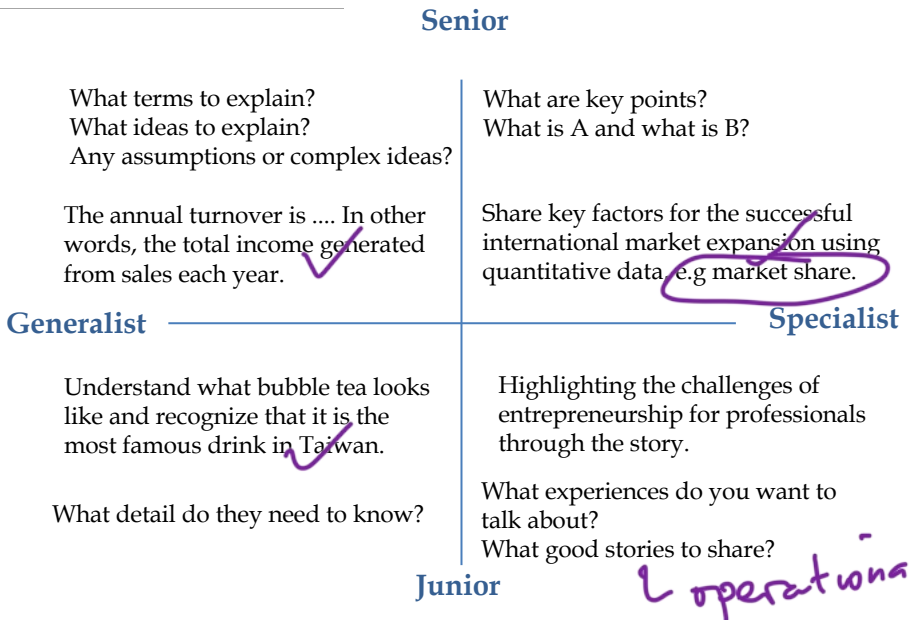 Senior
What terms to explain?
What ideas to explain?
Any assumptions or complex ideas?
What are key points?
What is A and what is B?
The annual turnover is .... In other
words, the total income generated
from sales each year.
Share key factors for the successful
international market expansion using
quantitative data, e.g market share.
Generalist
Specialist
Understand what bubble tea looks
like and recognize that it is the
most famous drink in Taiwan.
Highlighting the challenges of
entrepreneurship for professionals
through the story.
What detail do they need to know?
What experiences do you want to
talk about?
What good stories to share?
operationa
Junior